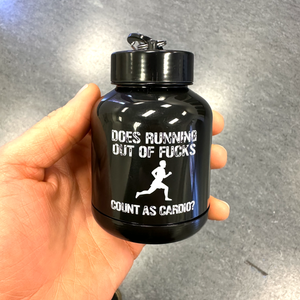 DOES RUNNING
OUT OF FUCKS
COUNT AS CARDIO?